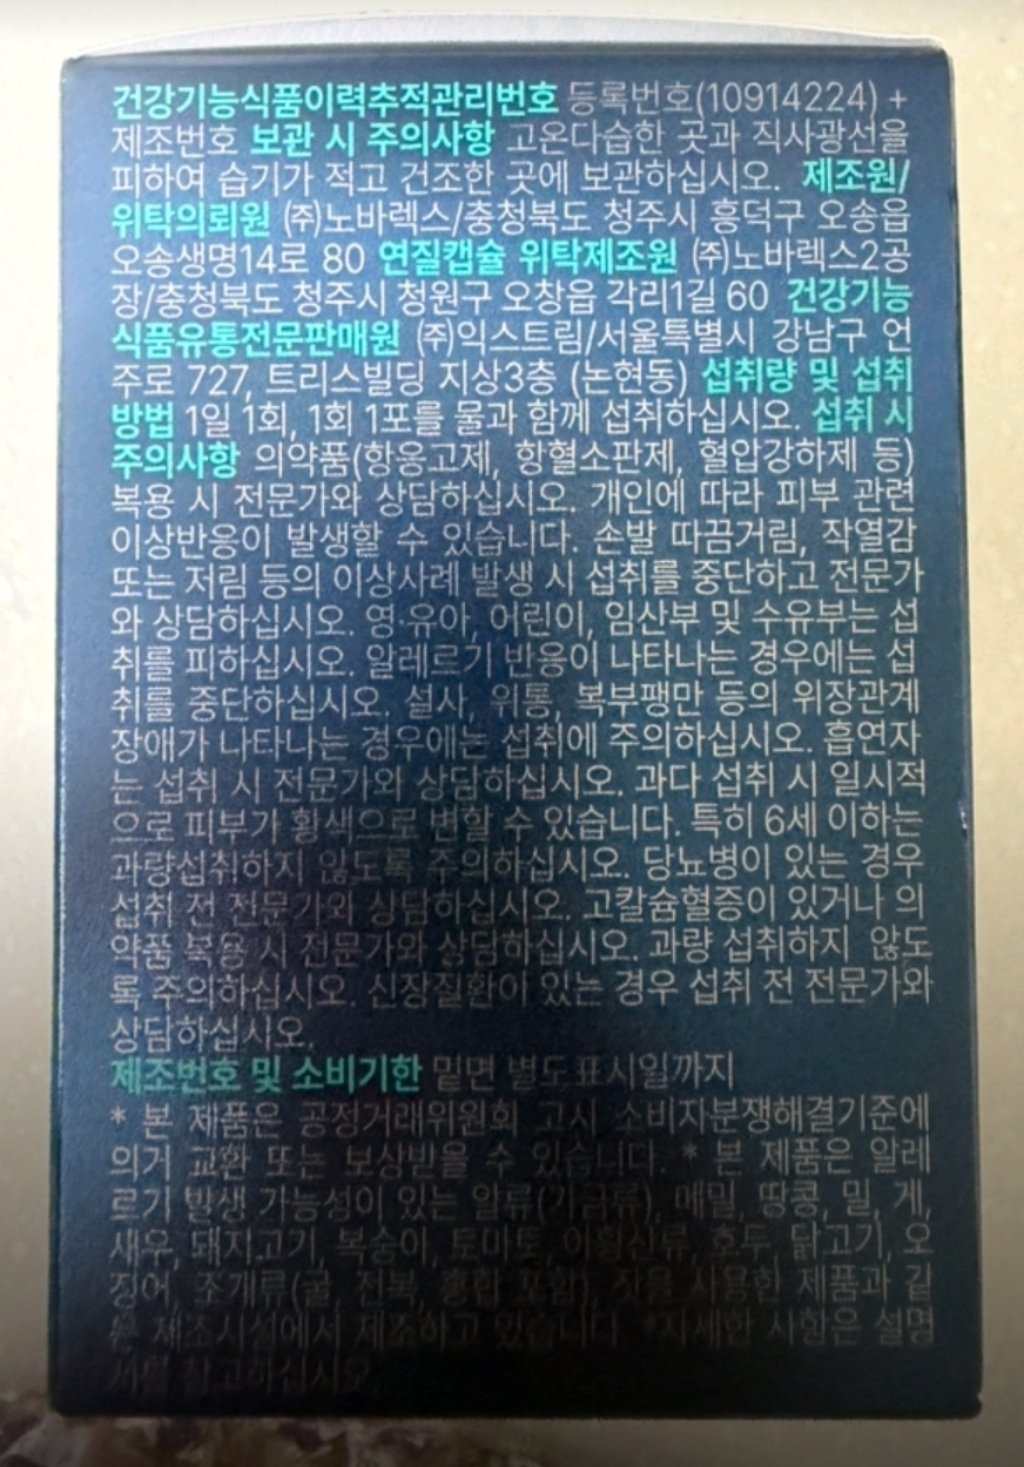 건강기능식품이력추적관리번호 등록번호(10914224) +
제조번호 보관 시 주의사항 고온다습한 곳과 직사광선을
피하여 습기가 적고 건조한 곳에 보관하십시오. 제조원/
위탁의뢰원 ㈜노바렉스/충청북도 청주시 흥덕구 오송읍
오송생명14로 80 연질캡슐 위탁제조원 ㈜노바렉스2공
장/충청북도 청주시 청원구 오창읍 각리1길 60 건강기능
식품유통전문판매원 ㈜익스트림/서울특별시 강남구 언
주로 727, 트리스빌딩 지상3층 (논현동) 섭취량 및 섭취
방법 1일 1회, 1회 1포를 물과 함께 섭취하십시오. 섭취 시
주의사항 의약품(항응고제, 항혈소판제, 혈압강하제 등)
복용 시 전문가와 상담하십시오. 개인에 따라 피부 관련
이상반응이 발생할 수 있습니다. 손발 따끔거림, 작열감
또는 저림 등의 이상사례 발생 시 섭취를 중단하고 전문가
와 상담하십시오. 영·유아, 어린이, 임산부 및 수유부는 섭
취를 피하십시오. 알레르기 반응이 나타나는 경우에는 섭
취를 중단하십시오. 설사, 위통, 복부팽만 등의 위장관계
장애가 나타나는 경우에는 섭취에 주의하십시오. 흡연자
는 섭취 시 전문가와 상담하십시오. 과다 섭취 시 일시적
으로 피부가 황색으로 변할 수 있습니다. 특히 6세 이하는
과량섭취하지 않도록 주의하십시오. 당뇨병이 있는 경우
섭취 전 전문가와 상담하십시오. 고칼슘혈증이 있거나 의
약품 복용 시 전문가와 상담하십시오. 과량 섭취하지 않도
록 주의하십시오. 신장질환이 있는 경우 섭취 전 전문가와
상담하십시오.
제조번호 및 소비기한 밑면 별도표시일까지
* 본 제품은 공정거래위원회 고시 소비자분쟁해결기준에
의거 교환 또는 보상받을 수 있습니다. * 본 제품은 알레
르기 발생 가능성이 있는 알류(가금류), 메밀, 땅콩, 밀, 게,
새우, 돼지고기, 복숭아, 토마토, 아황산류, 호두, 닭고기, 오
징어, 조개류(굴, 전복, 홍합 포함), 잣을 사용한 제품과 같
은 제조시설에서 제조하고 있습니다. *자세한 사항은 설명
서를 참고하십시오.